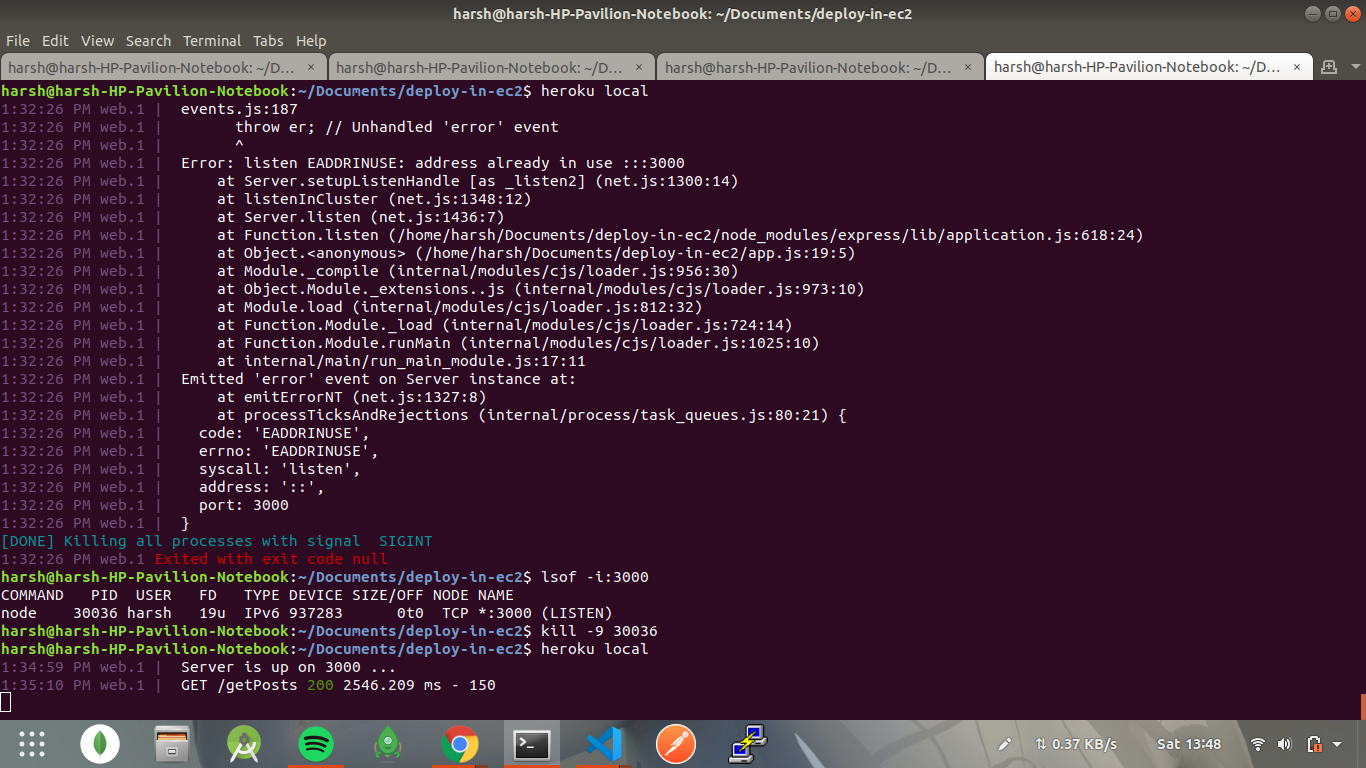 harsh@harsh-HP-Pavilion-Notebook: ~/Documents/deploy-in-ec2
File Edit View Search Terminal Tabs Help
harsh@harsh-HP-Pavilion-Notebook: ~/D... × harsh@harsh-HP-Pavilion-Notebook: ~/D... × harsh@harsh-HP-Pavilion-Notebook: ~/D... × harsh@harsh-HP-Pavilion-Notebook: ~/D... ×
harsh@harsh-HP-Pavilion-Notebook:~/Documents/deploy-in-ec2$ heroku local
1:32:26 PM web.1 |  events.js:187
1:32:26 PM web.1 |        throw er; // Unhandled 'error' event
1:32:26 PM web.1 |        ^
1:32:26 PM web.1 |  Error: listen EADDRINUSE: address already in use :::3000
1:32:26 PM web.1 |      at Server.setupListenHandle [as _listen2] (net.js:1300:14)
1:32:26 PM web.1 |      at listenInCluster (net.js:1348:12)
1:32:26 PM web.1 |      at Server.listen (net.js:1436:7)
1:32:26 PM web.1 |      at Function.listen (/home/harsh/Documents/deploy-in-ec2/node_modules/express/lib/application.js:618:24)
1:32:26 PM web.1 |      at Object.<anonymous> (/home/harsh/Documents/deploy-in-ec2/app.js:19:5)
1:32:26 PM web.1 |      at Module._compile (internal/modules/cjs/loader.js:956:30)
1:32:26 PM web.1 |      at Object.Module._extensions..js (internal/modules/cjs/loader.js:973:10)
1:32:26 PM web.1 |      at Module.load (internal/modules/cjs/loader.js:812:32)
1:32:26 PM web.1 |      at Function.Module._load (internal/modules/cjs/loader.js:724:14)
1:32:26 PM web.1 |      at Function.Module.runMain (internal/modules/cjs/loader.js:1025:10)
1:32:26 PM web.1 |      at internal/main/run_main_module.js:17:11
1:32:26 PM web.1 |  Emitted 'error' event on Server instance at:
1:32:26 PM web.1 |      at emitErrorNT (net.js:1327:8)
1:32:26 PM web.1 |      at processTicksAndRejections (internal/process/task_queues.js:80:21) {
1:32:26 PM web.1 |    code: 'EADDRINUSE',
1:32:26 PM web.1 |    errno: 'EADDRINUSE',
1:32:26 PM web.1 |    syscall: 'listen',
1:32:26 PM web.1 |    address: '::',
1:32:26 PM web.1 |    port: 3000
1:32:26 PM web.1 |  }
[DONE] Killing all processes with signal  SIGINT
1:32:26 PM web.1 Exited with exit code null
harsh@harsh-HP-Pavilion-Notebook:~/Documents/deploy-in-ec2$ lsof -i:3000
COMMAND   PID  USER   FD   TYPE DEVICE SIZE/OFF NODE NAME
node    30036 harsh   19u  IPv6 937283      0t0  TCP *:3000 (LISTEN)
harsh@harsh-HP-Pavilion-Notebook:~/Documents/deploy-in-ec2$ kill -9 30036
harsh@harsh-HP-Pavilion-Notebook:~/Documents/deploy-in-ec2$ heroku local
1:34:59 PM web.1 |  Server is up on 3000 ...
1:35:10 PM web.1 |  GET /getPosts 200 2546.209 ms - 150
0.37 KB/s Sat 13:48